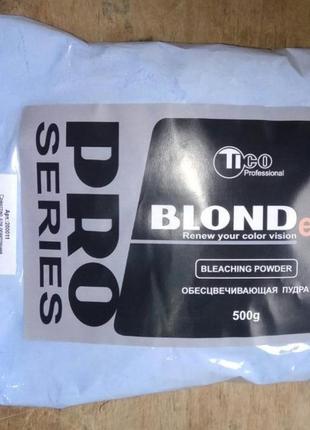 TICO
Professional
BLONDe
Renew your color vision
BLEACHING POWDER
ОБЕСЦВЕЧИВАЮЩАЯ ПУДРА
500g
PRO
SERIES